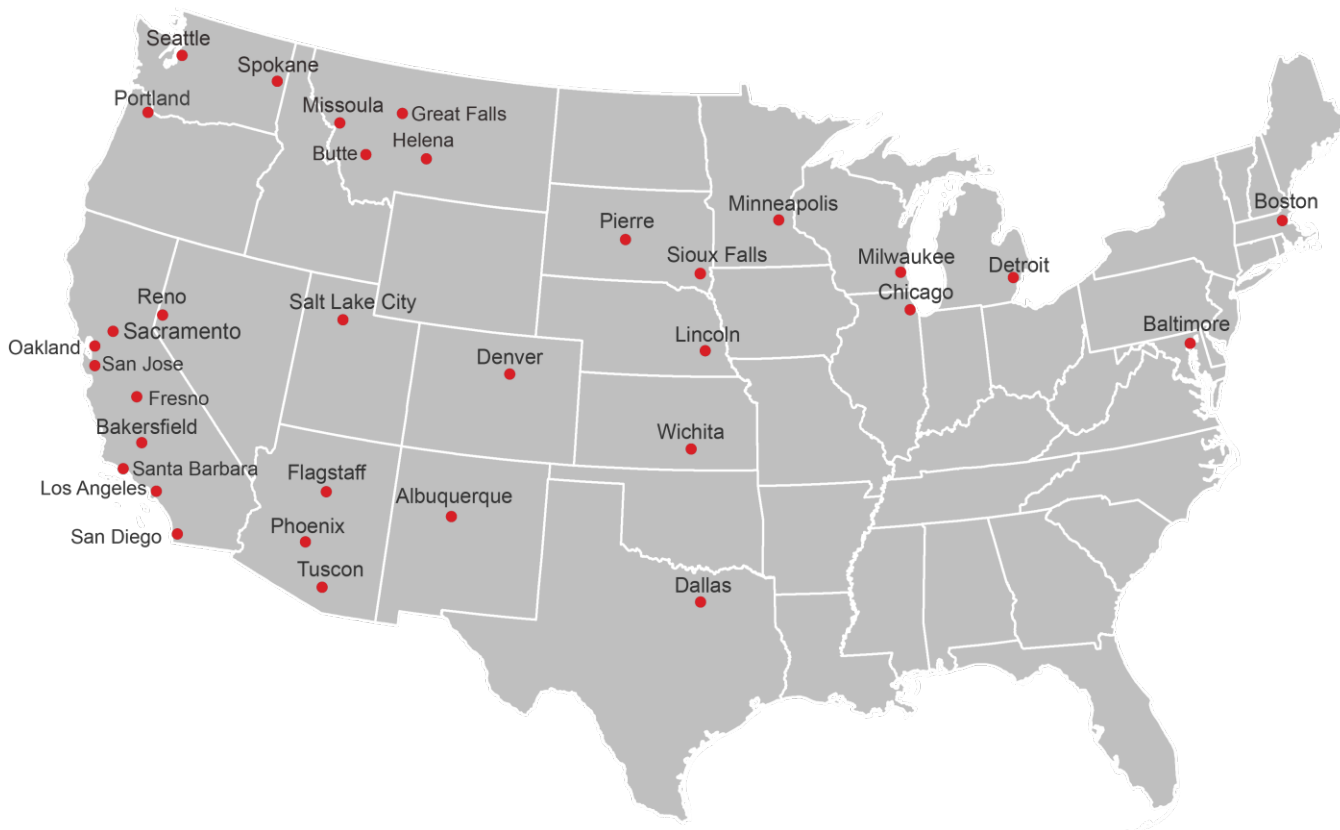 Seattle
Spokane
Portland
Missoula
Great Falls
Helena
Butte
Boston
Minneapolis
Pierre
Sioux Falls
Milwaukee
Detroit
Chicago
Reno
Salt Lake City
Sacramento
Baltimore
Oakland
Lincoln
San Jose
Denver
Fresno
Bakersfield
Wichita
Santa Barbara
Flagstaff
Los Angeles
Albuquerque
Phoenix
San Diego
Tuscon
Dallas